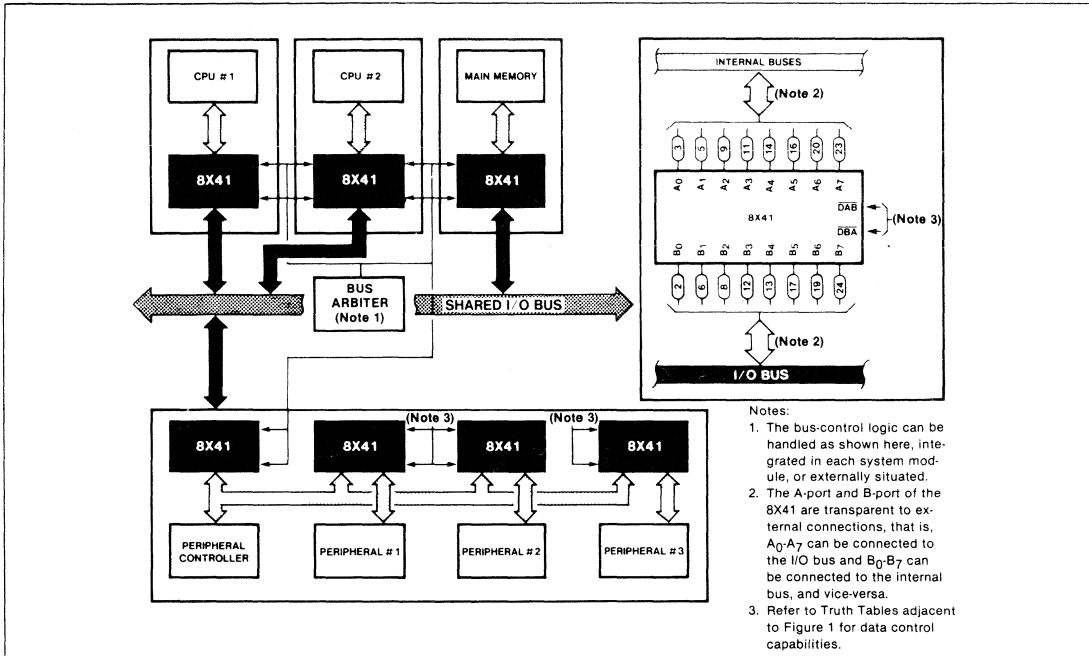 CPU #1
CPU #2
MAIN MEMORY
8X41
8X41
8X41
BUS
ARBITER
(Note 1)
SHARED I/O BUS
(Note 3)
(Note 3)
8X41
8X41
8X41
8X41
PERIPHERAL
CONTROLLER
PERIPHERAL #1
PERIPHERAL #2
PERIPHERAL #3
INTERNAL BUSES
(Note 2)
3 5 9 11 14 16 20 23
A0 A1 A2 A3 A4 A5 A6 A7
DAB
8X41
(Note 3)
DBA
B0 B1 B2 B3 B4 B5 B6 B7
2 6 8 12 13 17 19 24
(Note 2)
I/O BUS
Notes:
1. The bus-control logic can be
handled as shown here, inte-
grated in each system mod-
ule, or externally situated.
2. The A-port and B-port of the
8X41 are transparent to ex-
ternal connections, that is,
A0-A7 can be connected to
the I/O bus and B0-B7 can
be connected to the internal
bus, and vice-versa.
3. Refer to Truth Tables adjacent
to Figure 1 for data control
capabilities.